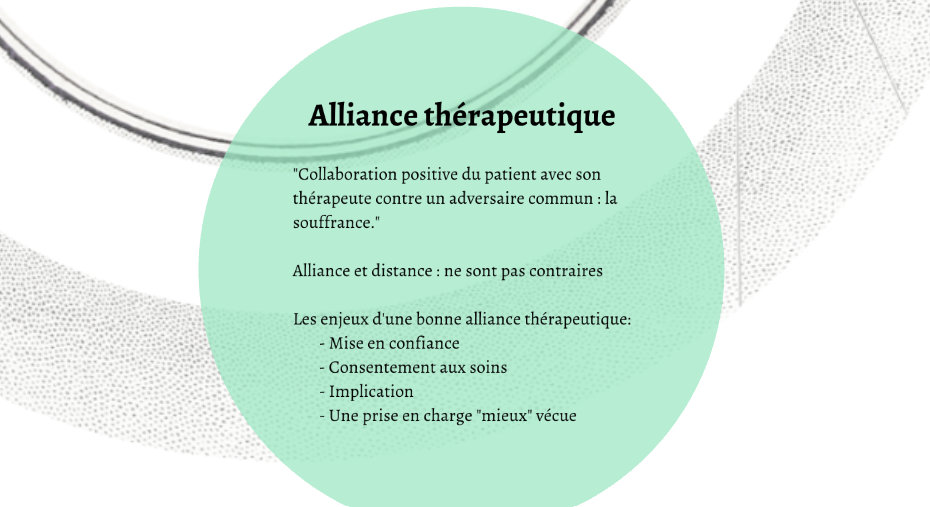 Alliance thérapeutique
"Collaboration positive du patient avec son
thérapeute contre un adversaire commun : la
souffrance."
Alliance et distance : ne sont pas contraires
Les enjeux d'une bonne alliance thérapeutique:
- Mise en confiance
- Consentement aux soins
- Implication
- Une prise en charge "mieux" vécue